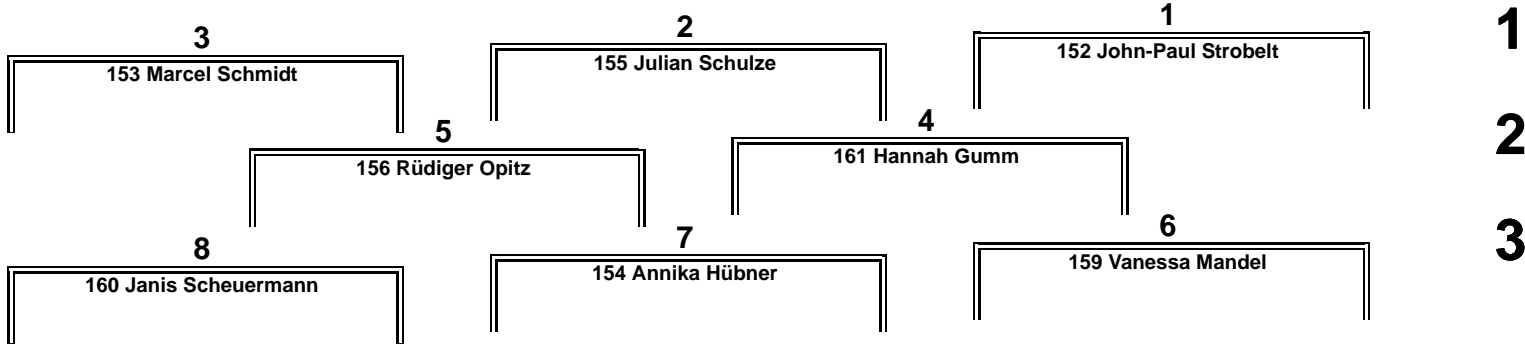 3
153 Marcel Schmidt
2
155 Julian Schulze
1
152 John-Paul Strobelt
1
5
156 Rüdiger Opitz
4
161 Hannah Gumm
2
8
160 Janis Scheuermann
7
154 Annika Hübner
6
159 Vanessa Mandel
3